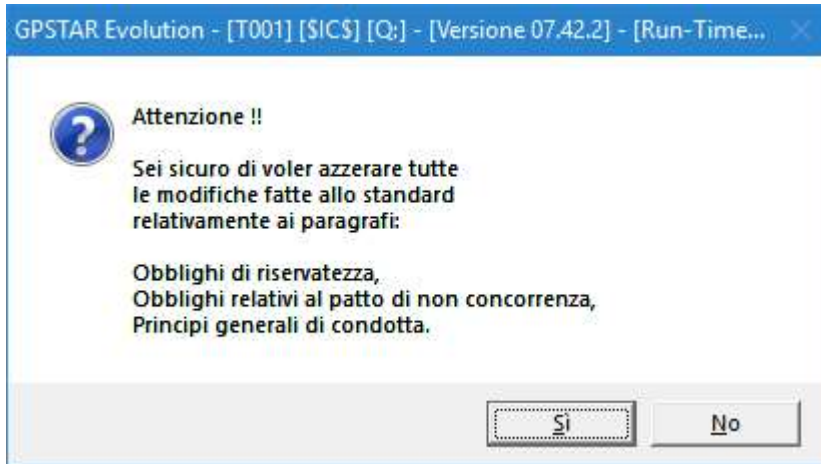 GPSTAR Evolution - [T001] [$IC$] [Q:] - [Versione 07.42.2] - [Run-Time...
Attenzione !!
Sei sicuro di voler azzerare tutte
le modifiche fatte allo standard
relativamente ai paragrafi:
Obblighi di riservatezza,
Obblighi relativi al patto di non concorrenza,
Principi generali di condotta.
Sì
No